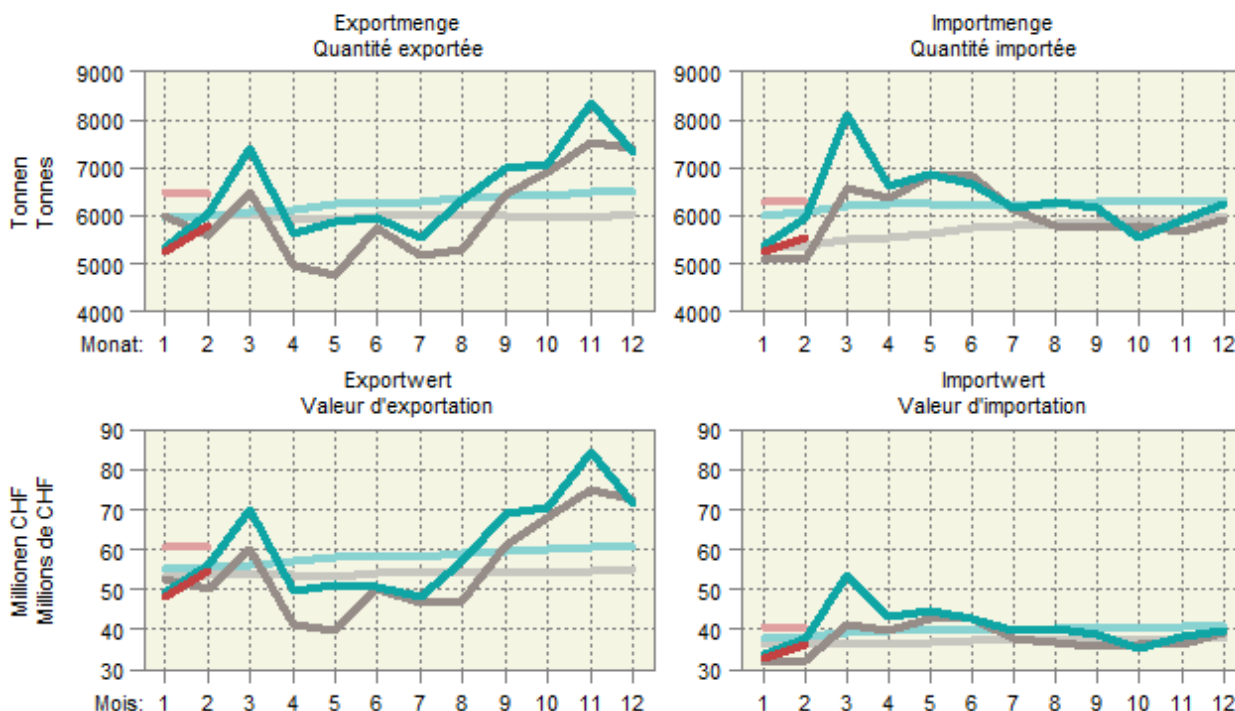 Exportmenge
Quantité exportée
Importmenge
Quantité importée
Tonnen
Tonnes
9000
8000
7000
6000
5000
4000
9000
8000
7000
6000
5000
4000
Monat: 1 2 3 4 5 6 7 8 9 10 11 12
1 2 3 4 5 6 7 8 9 10 11 12
Exportwert
Valeur d'exportation
Importwert
Valeur d'importation
Millionen CHF
Millions de CHF
90
80
70
60
50
40
30
90
80
70
60
50
40
30
Mois: 1 2 3 4 5 6 7 8 9 10 11 12
1 2 3 4 5 6 7 8 9 10 11 12